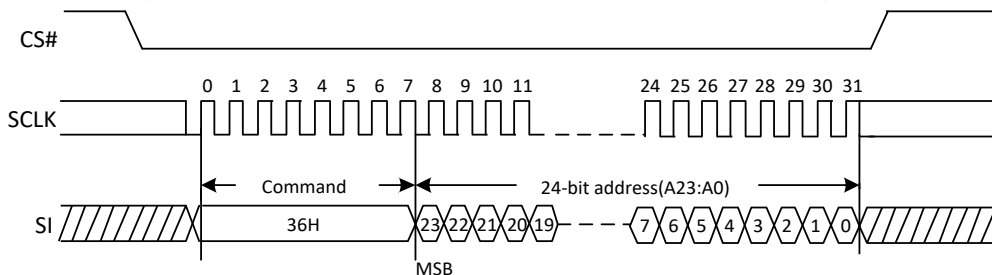 CS#
0 1 2 3 4 5 6 7 8 9 10 11 24 25 26 27 28 29 30 31
SCLK
Command 24-bit address(A23:A0)
SI 36H 23 22 21 20 19 7 6 5 4 3 2 1 0
MSB